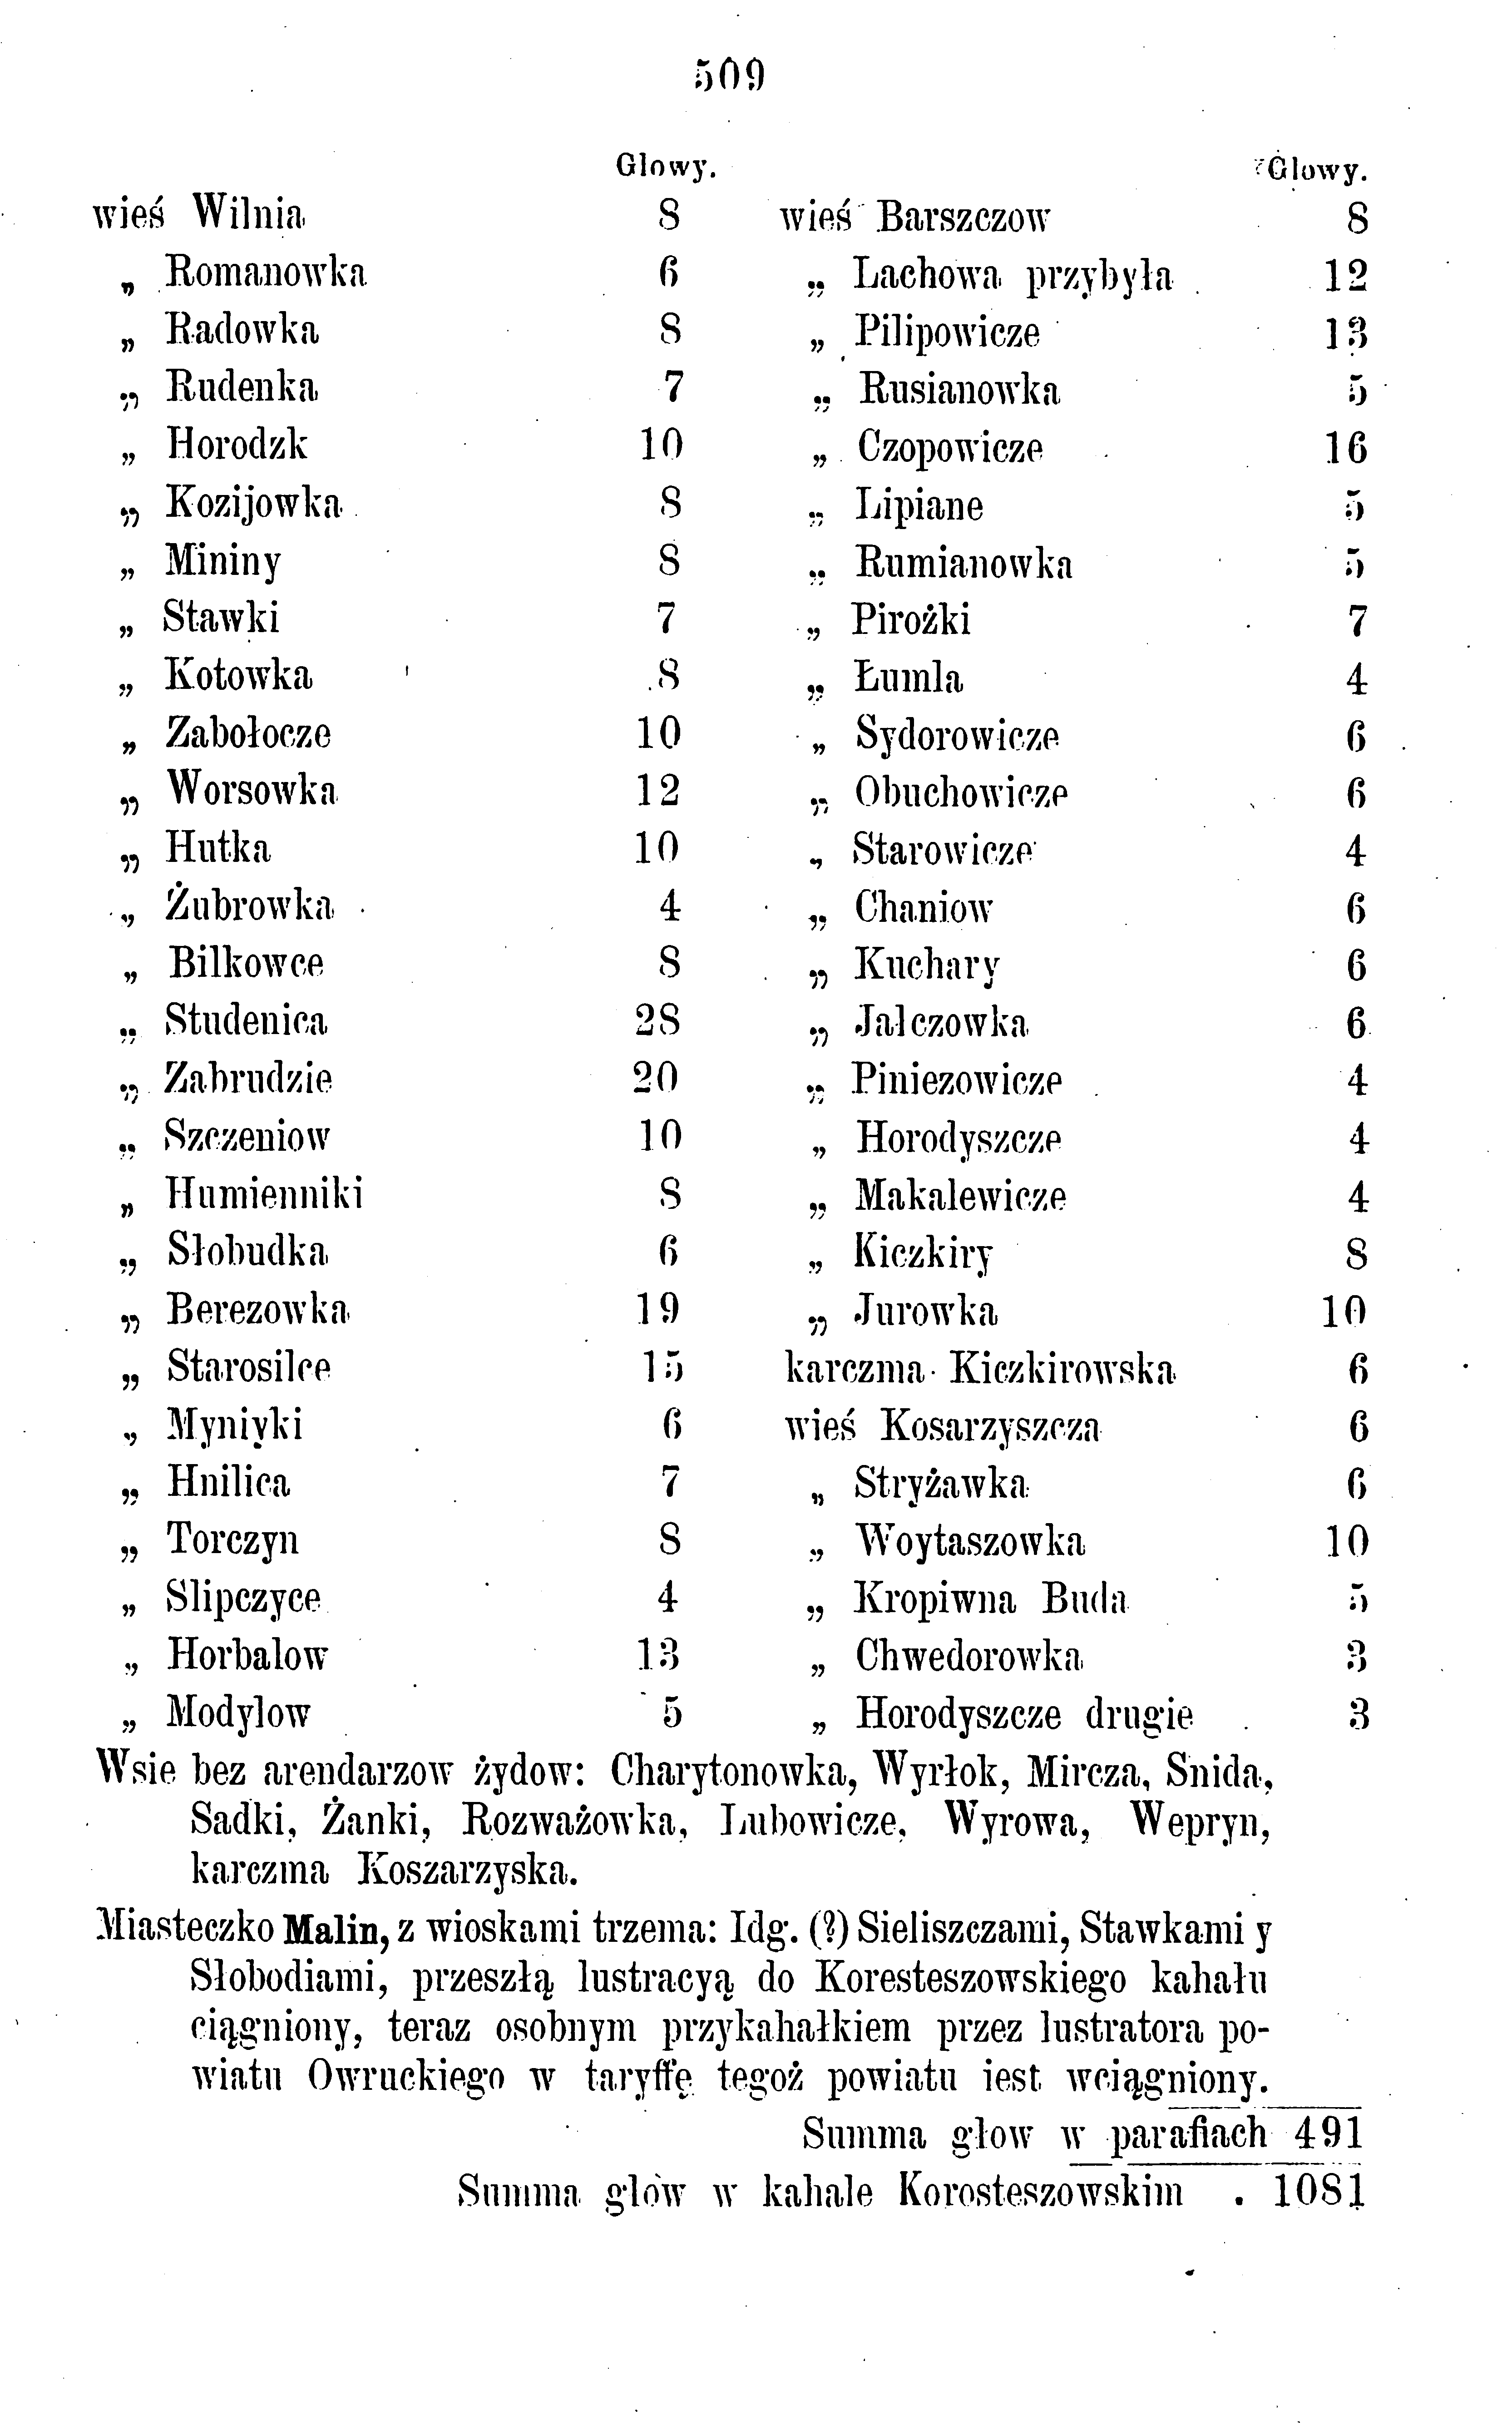 509
Glowy.
wieś Wilnia 8
„ Romanowka 6
„ Radowka 8
„ Rudenka 7
„ Horodzk 10
„ Kozijowka 8
„ Mininy 8
„ Stawki 7
„ Kotowka 8
„ Zabołocze 10
„ Worsowka 12
„ Hutka 10
„ Żubrowka 4
„ Bilkowce 8
„ Studenica 28
„ Zabrudzie 20
„ Szczeniow 10
„ Humienniki 8
„ Słobudka 6
„ Berezowka 19
„ Starosilce 15
„ Myniyki 6
„ Hnilica 7
„ Torczyn 8
„ Slipczyce 4
„ Horbalow 13
„ Modylow 5
Glowy.
wieś Barszczow 8
„ Lachowa przybyła 12
„ Pilipowicze 13
„ Rusianowka 5
„ Czopowicze 16
„ Lipiane 5
„ Rumianowka 5
„ Pirożki 7
„ Łumla 4
„ Sydorowicze 6
„ Obuchowicze 6
„ Starowicze 4
„ Chaniow 6
„ Kuchary 6
„ Jalczowka 6
„ Piniezowicze 4
„ Horodyszcze 4
„ Makalewicze 4
„ Kiczkiry 8
„ Jurowka 10
karczma Kiczkirowska 6
wieś Kosarzyszcza 6
„ Stryżawka 6
„ Woytaszowka 10
„ Kropiwna Buda 5
„ Chwedorowka 3
„ Horodyszcze drugie 3
Wsie bez arendarzow żydow: Charytonowka, Wyrłok, Mircza, Snida,
Sadki, Żanki, Rozważowka, Lubowicze, Wyrowa, Wepryn,
karczma Koszarzyska.
Miasteczko Malin, z wioskami trzema: Idg. (?) Sieliszczami, Stawkami y
Słobodiami, przeszłą lustracyą do Koresteszowskiego kahału
ciągniony, teraz osobnym przykahałkiem przez lustratora po-
wiatu Owruckiego w taryffę tegoż powiatu iest wciągniony.
Summa głow w parafiach 491
Summa glów w kahale Korosteszowskim . 1081